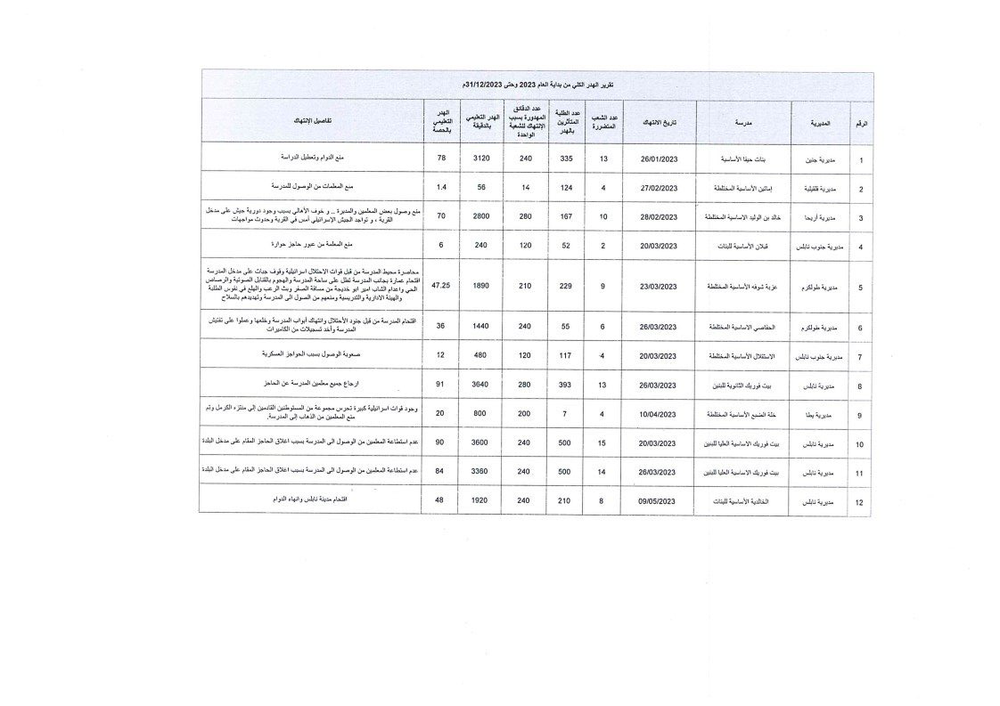 تقرير الهدر الكلي من بداية العام 2023 وحتى 31/12/2023م
الرقم المديرية مدرسة تاريخ الانتهاك عدد الشعب المتضررة عدد الطلبة المتأثرين بالهدر عدد الدقائق المهدورة بسبب الإنتهاك للشعبة الواحدة الهدر التعليمي بالدقيقة الهدر التعليمي بالحصة تفاصيل الإنتهاك
1 مديرية جنين بنات حيفا الأساسية 26/01/2023 13 335 240 3120 78 منع الدوام وتعطيل الدراسة
2 مديرية قلقيلية إماتين الأساسية المختلطة 27/02/2023 4 124 14 56 1.4 منع المعلمات من الوصول للمدرسة
3 مديرية أريحا خالد بن الوليد الاساسية المختلطة 28/02/2023 10 167 280 2800 70 منع وصول بعض المعلمين والمديرة .. و خوف الأهالي بسبب وجود دورية جيش على مدخل
القرية ، و تواجد الجيش الإسرائيلي أمس في القرية وحدوث مواجهات
4 مديرية جنوب نابلس قبلان الأساسية للبنات 20/03/2023 2 52 120 240 6 منع المعلمة من عبور حاجز حوارة
5 مديرية طولكرم عزبة شوفه الأساسية المختلطة 23/03/2023 9 229 210 1890 47.25 محاصرة محيط المدرسة من قبل قوات الإحتلال اسرائيلية وقوف جبات على مدخل المدرسة
اقتحام عمارة بجانب المدرسة تطل على ساحة المدرسة والهجوم بالقنابل الصوتية والرصاص
الحي واعدام الشاب امير ابو خديجة من مسافة الصفر وبث الرعب والهلع في نفوس الطلبة
والهيئة الادارية والتدريسية ومنعهم من الصول الى المدرسة وتهديدهم بالسلاح
6 مديرية طولكرم الحفاصي الاساسية المختلطة 26/03/2023 6 55 240 1440 36 اقتحام المدرسة من قبل جنود الأحتلال وانتهاك أبواب المدرسة وخلعها وعملوا على تفتيش
المدرسة وأخد تسجيلات من الكاميرات
7 مديرية جنوب نابلس الاستقلال الأساسية المختلطة 20/03/2023 4 117 120 480 12 صعوبة الوصول بسبب الحواجز العسكرية
8 مديرية نابلس بيت فوريك الثانوية للبنين 26/03/2023 13 393 280 3640 91 ارجاع جميع معلمين المدرسة عن الحاجز
9 مديرية يطا خلة الضبع الأساسية المختلطة 10/04/2023 4 7 200 800 20 وجود قوات اسرائيلية كبيرة تحرس مجموعة من المستوطنين القادمين إلى منتزه الكرمل وتم
منع المعلمين من الذهاب إلى المدرسة.
10 مديرية نابلس بيت فوريك الاساسية العليا للبنين 20/03/2023 15 500 240 3600 90 عدم استطاعة المعلمين من الوصول الى المدرسة بسبب اغلاق الحاجز المقام على مدخل البلدة
11 مديرية نابلس بيت فوريك الاساسية العليا للبنين 26/03/2023 14 500 240 3360 84 عدم استطاعة المعلمين من الوصول الى المدرسة بسبب اغلاق الحاجز المقام على مدخل البلدة
12 مديرية نابلس الخالدية الأساسية للبنات 09/05/2023 8 210 240 1920 48 اقتحام مدينة نابلس وانهاء الدوام